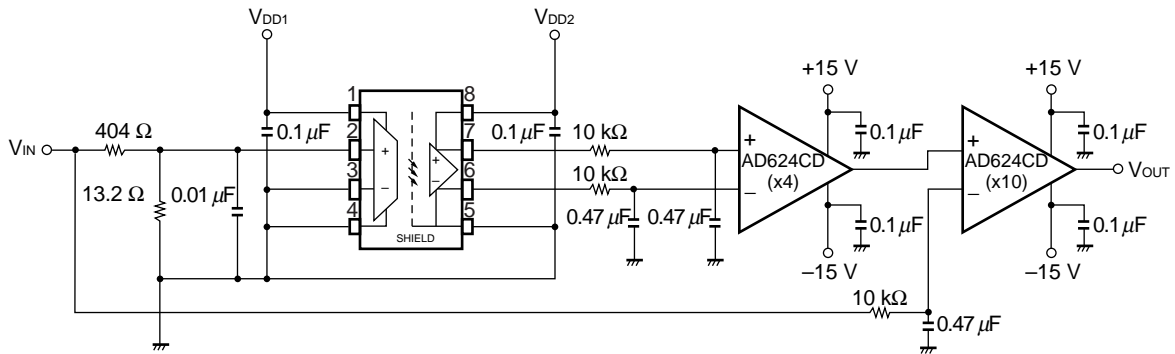 VDD1
VDD2
+15 V
+15 V
1
8
0.1 μF
0.1 μF
404 Ω
0.1 μF
2
7
0.1 μF
10 kΩ
VIN
+
+
–
+
AD624CD
(x4)
–
+
AD624CD
(x10)
–
VOUT
3
6
10 kΩ
–
13.2 Ω
0.01 μF
4
5
0.47 μF
0.47 μF
0.1 μF
0.1 μF
SHIELD
–15 V
–15 V
10 kΩ
0.47 μF